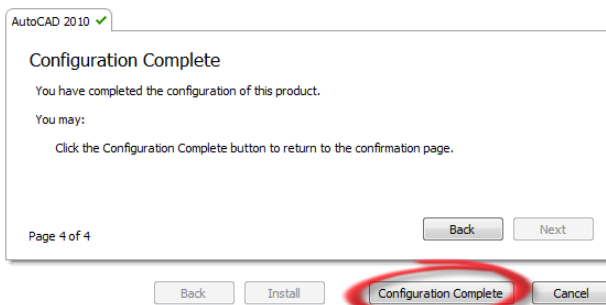 AutoCAD 2010
Configuration Complete
You have completed the configuration of this product.
You may:
Click the Configuration Complete button to return to the confirmation page.
Back Next
Page 4 of 4
Back Install Configuration Complete Cancel